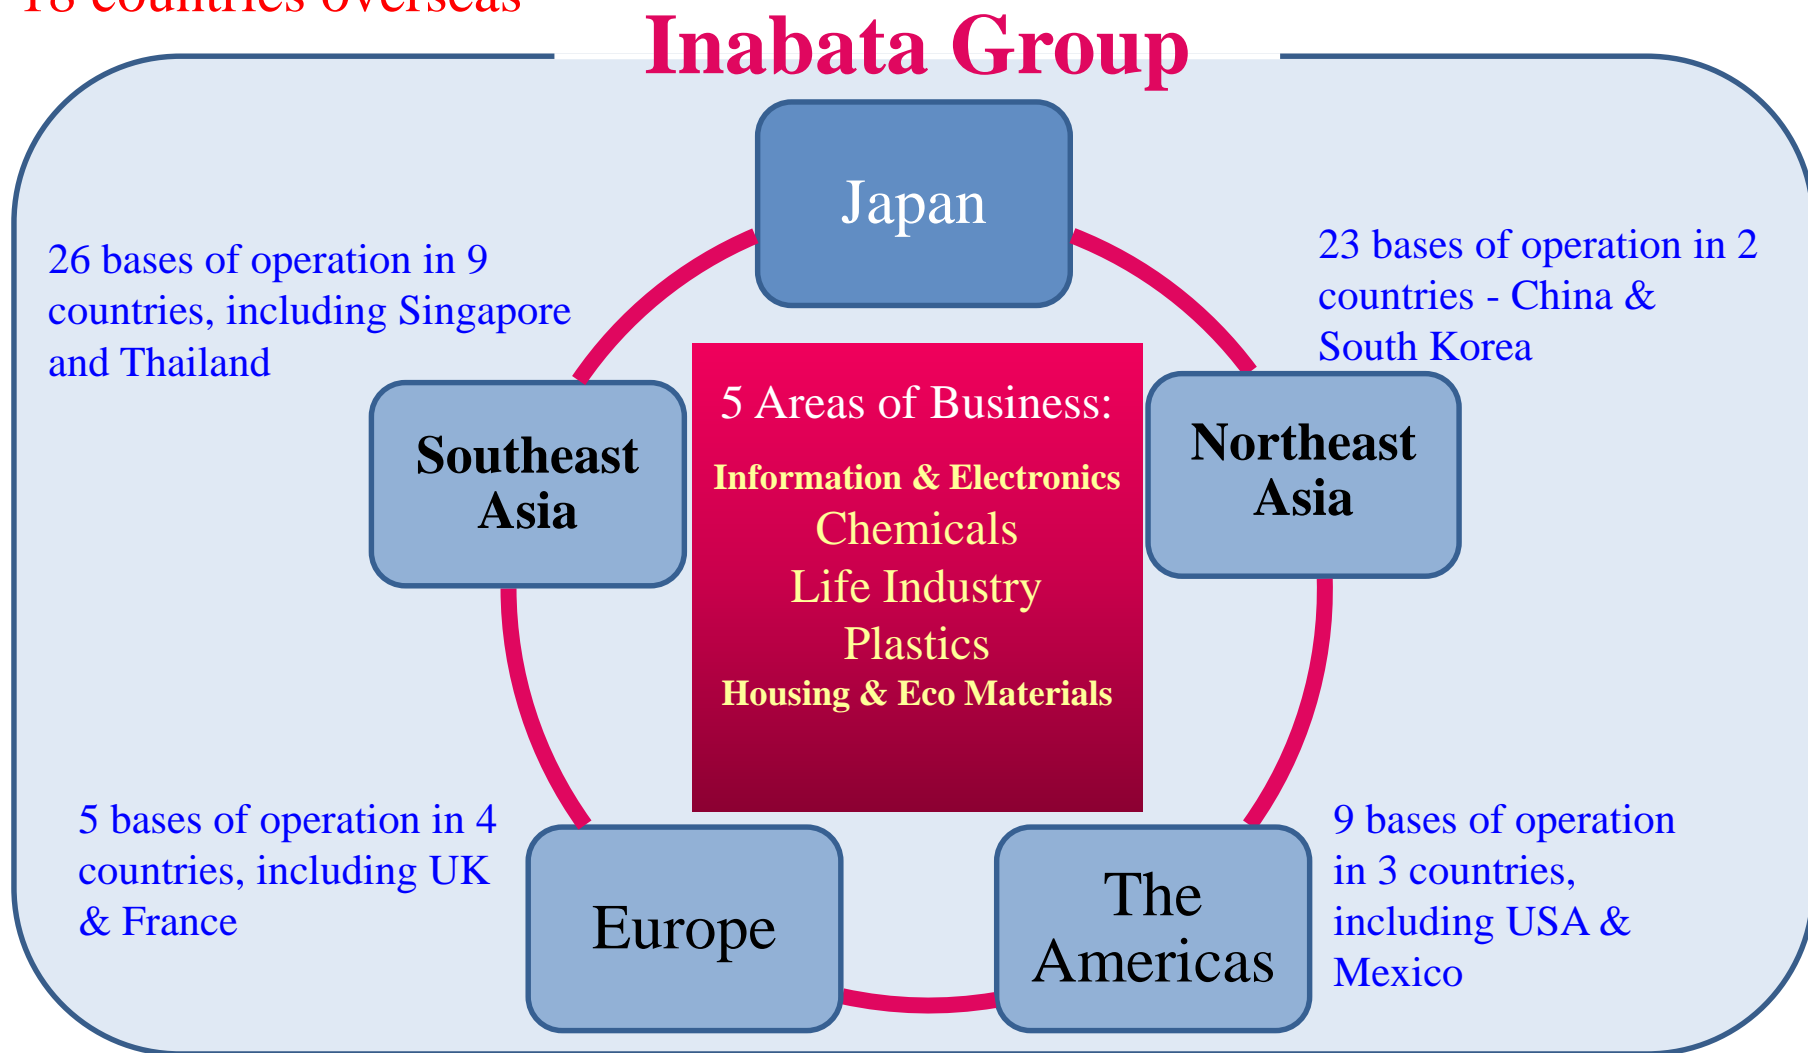 18 countries overseas
Inabata Group
Japan
26 bases of operation in 9
countries, including Singapore
and Thailand
23 bases of operation in 2
countries - China &
South Korea
Southeast
Asia
5 Areas of Business:
Information & Electronics
Chemicals
Life Industry
Plastics
Housing & Eco Materials
Northeast
Asia
5 bases of operation in 4
countries, including UK
& France
Europe
The
Americas
9 bases of operation
in 3 countries,
including USA &
Mexico